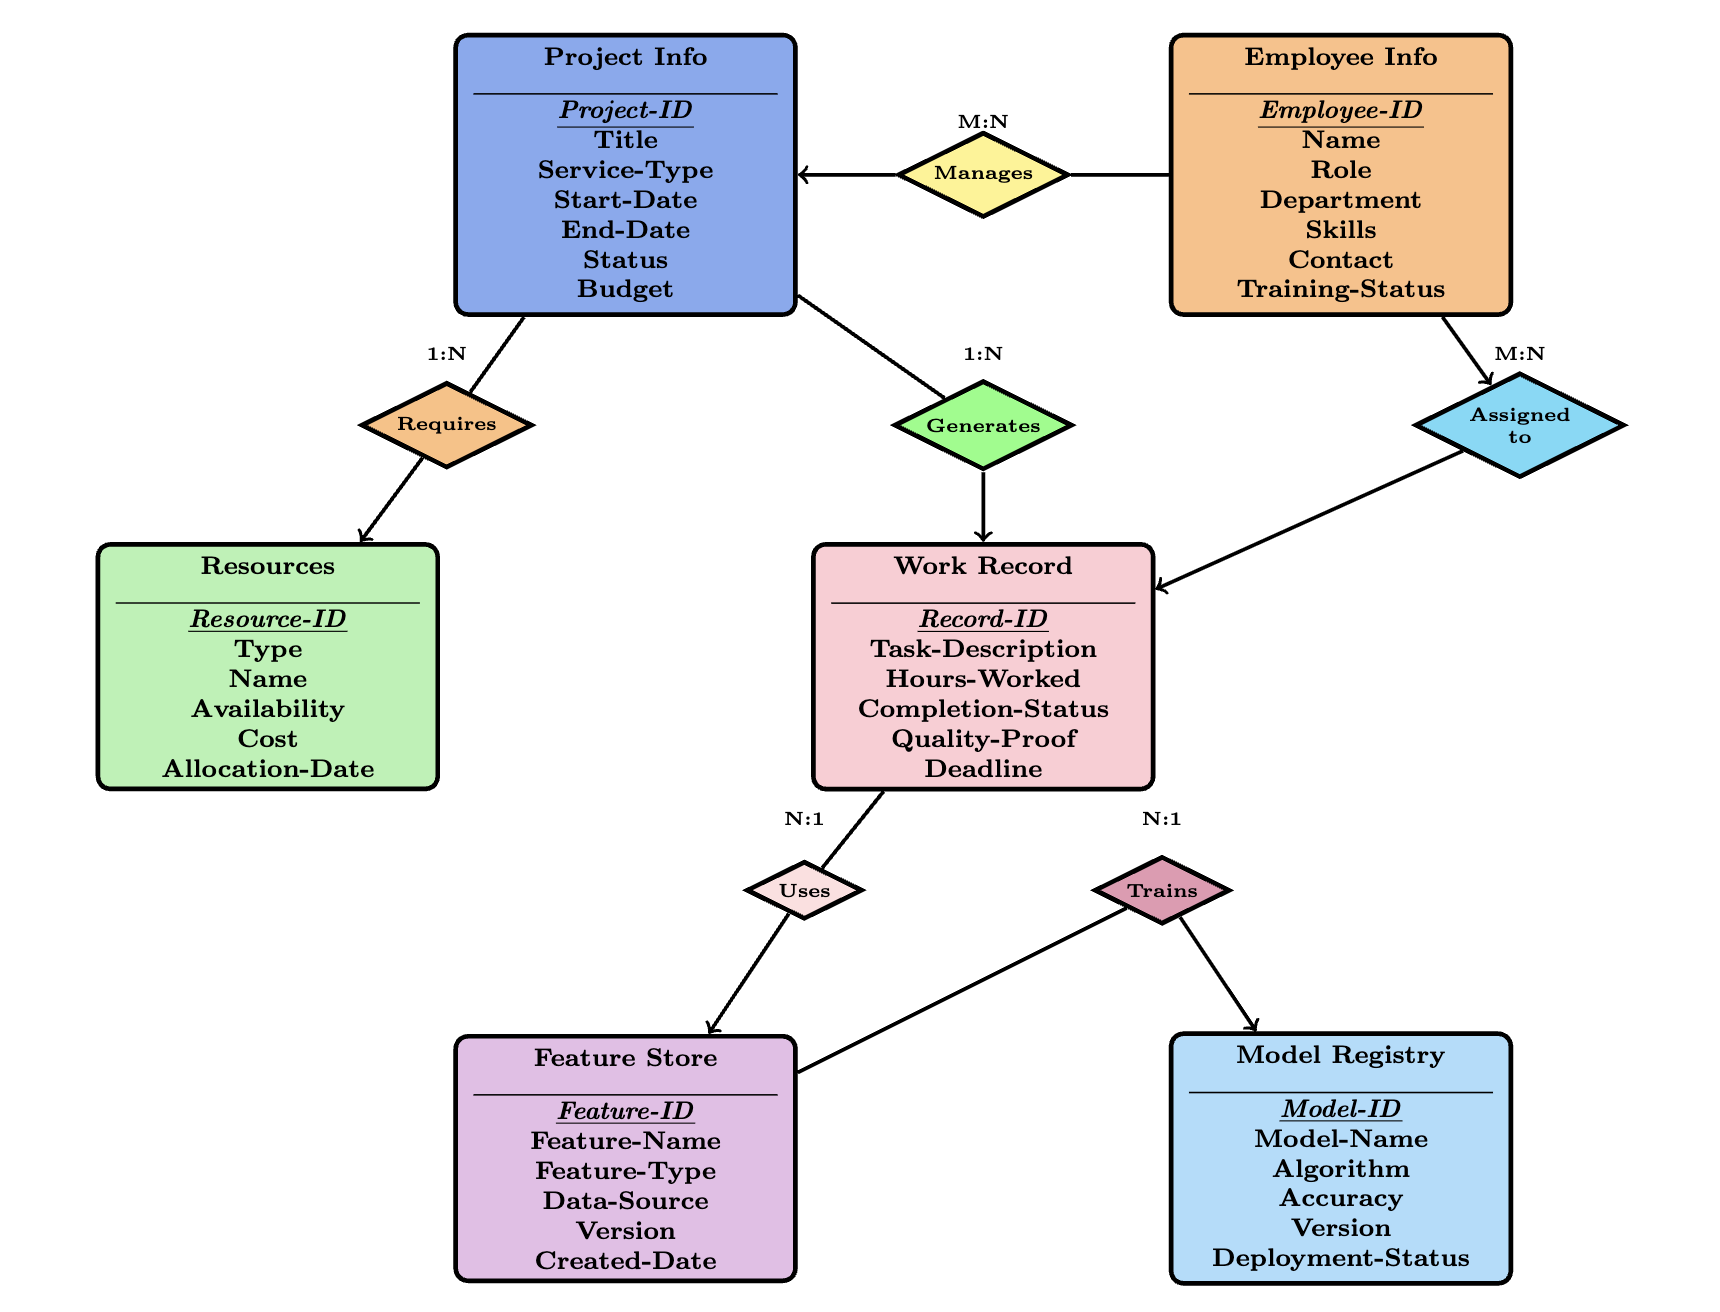 Project Info
Project-ID
Title
Service-Type
Start-Date
End-Date
Status
Budget
M:N
Manages
Employee Info
Employee-ID
Name
Role
Department
Skills
Contact
Training-Status
1:N
Requires
1:N
Generates
M:N
Assigned
to
Resources
Resource-ID
Type
Name
Availability
Cost
Allocation-Date
Work Record
Record-ID
Task-Description
Hours-Worked
Completion-Status
Quality-Proof
Deadline
N:1
Uses
N:1
Trains
Feature Store
Feature-ID
Feature-Name
Feature-Type
Data-Source
Version
Created-Date
Model Registry
Model-ID
Model-Name
Algorithm
Accuracy
Version
Deployment-Status